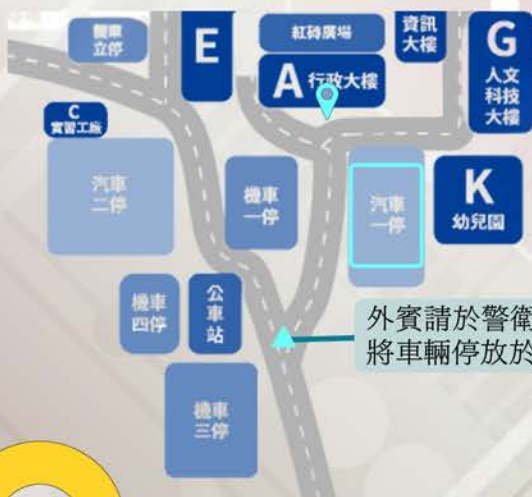 機車
立停
E
紅磚廣場
A 行政大樓
資訊
大樓
G
人文
科技
大樓
C
實習工廠
汽車
二停
機車
一停
汽車
一停
K
幼兒園
機車
四停
公
車
站
外賓請於警衛
將車輛停放於
機車
三停